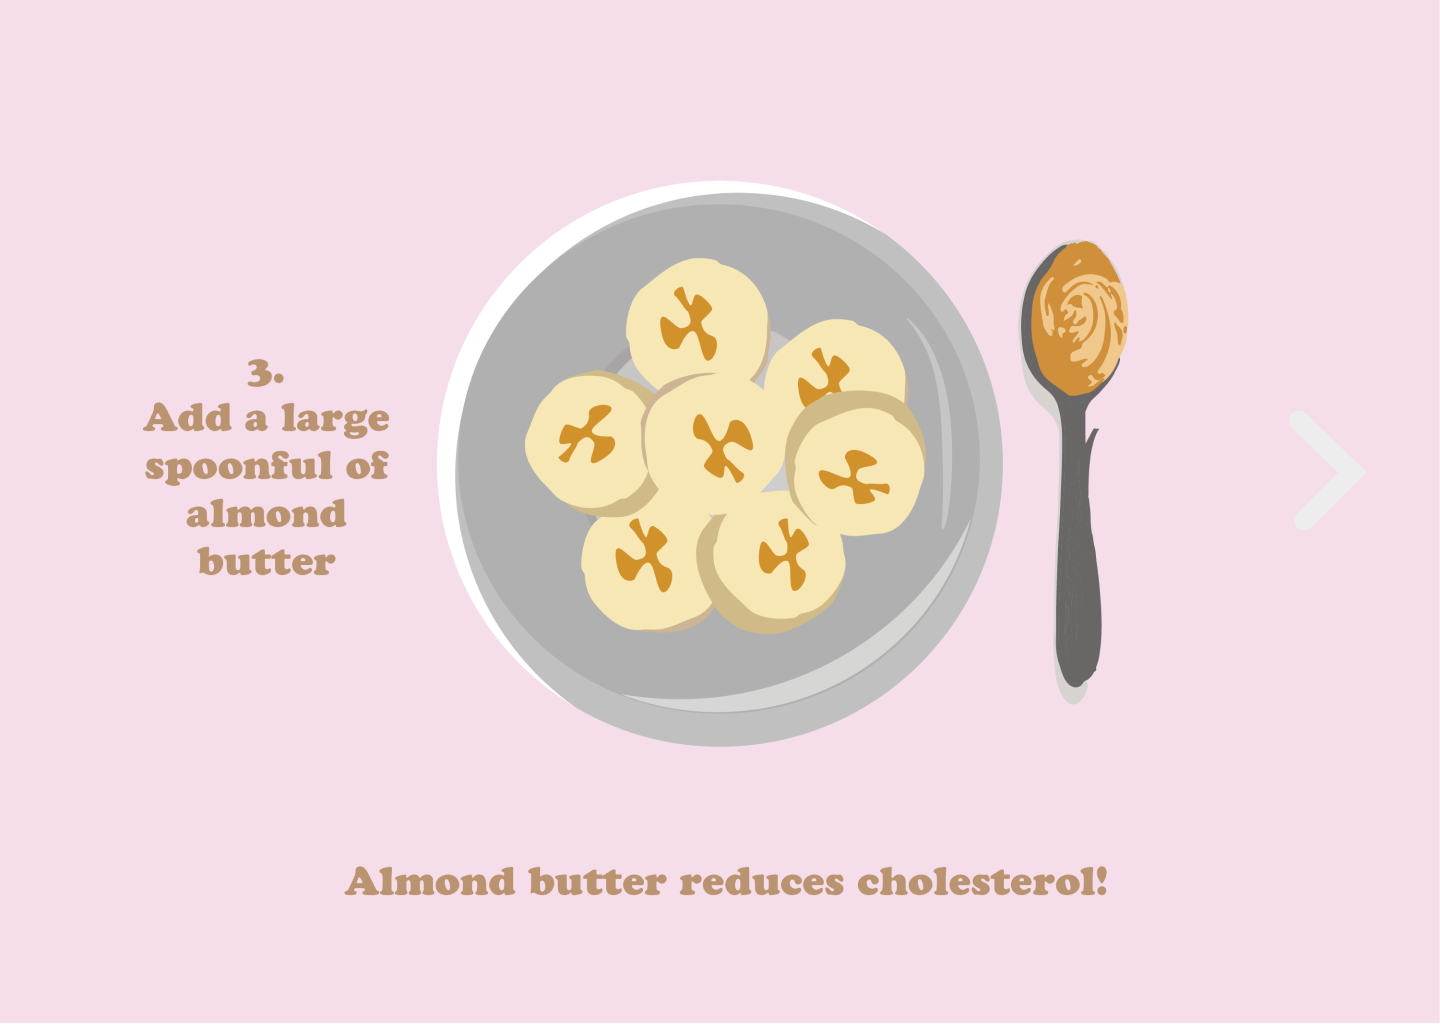 3.
Add a large
spoonful of
almond
butter
Almond butter reduces cholesterol!